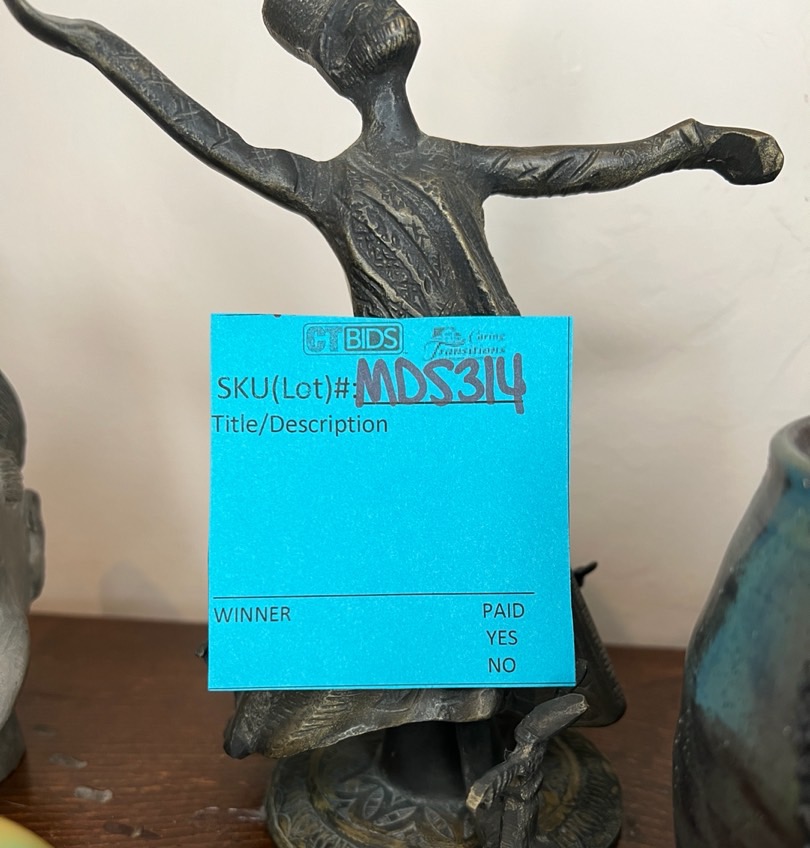 CTBIDS Caring Transitions
SKU(Lot)#: MDS314
Title/Description
WINNER PAID
YES
NO